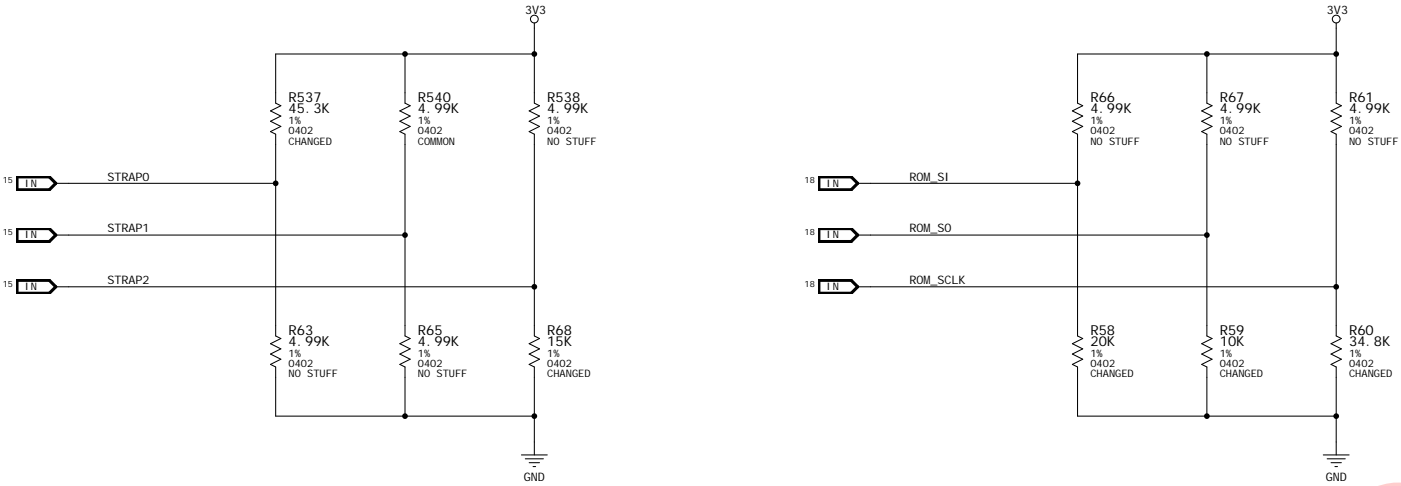 3V3
R537
45.3K
1%
0402
CHANGED
R540
4.99K
1%
0402
COMMON
R538
4.99K
1%
0402
NO STUFF
15 IN STRAP0
15 IN STRAP1
15 IN STRAP2
R63
4.99K
1%
0402
NO STUFF
R65
4.99K
1%
0402
NO STUFF
R68
15K
1%
0402
CHANGED
GND
3V3
R66
4.99K
1%
0402
NO STUFF
R67
4.99K
1%
0402
NO STUFF
R61
4.99K
1%
0402
NO STUFF
18 IN ROM_SI
18 IN ROM_SO
18 IN ROM_SCLK
R58
20K
1%
0402
CHANGED
R59
10K
1%
0402
CHANGED
R60
34.8K
1%
0402
CHANGED
GND